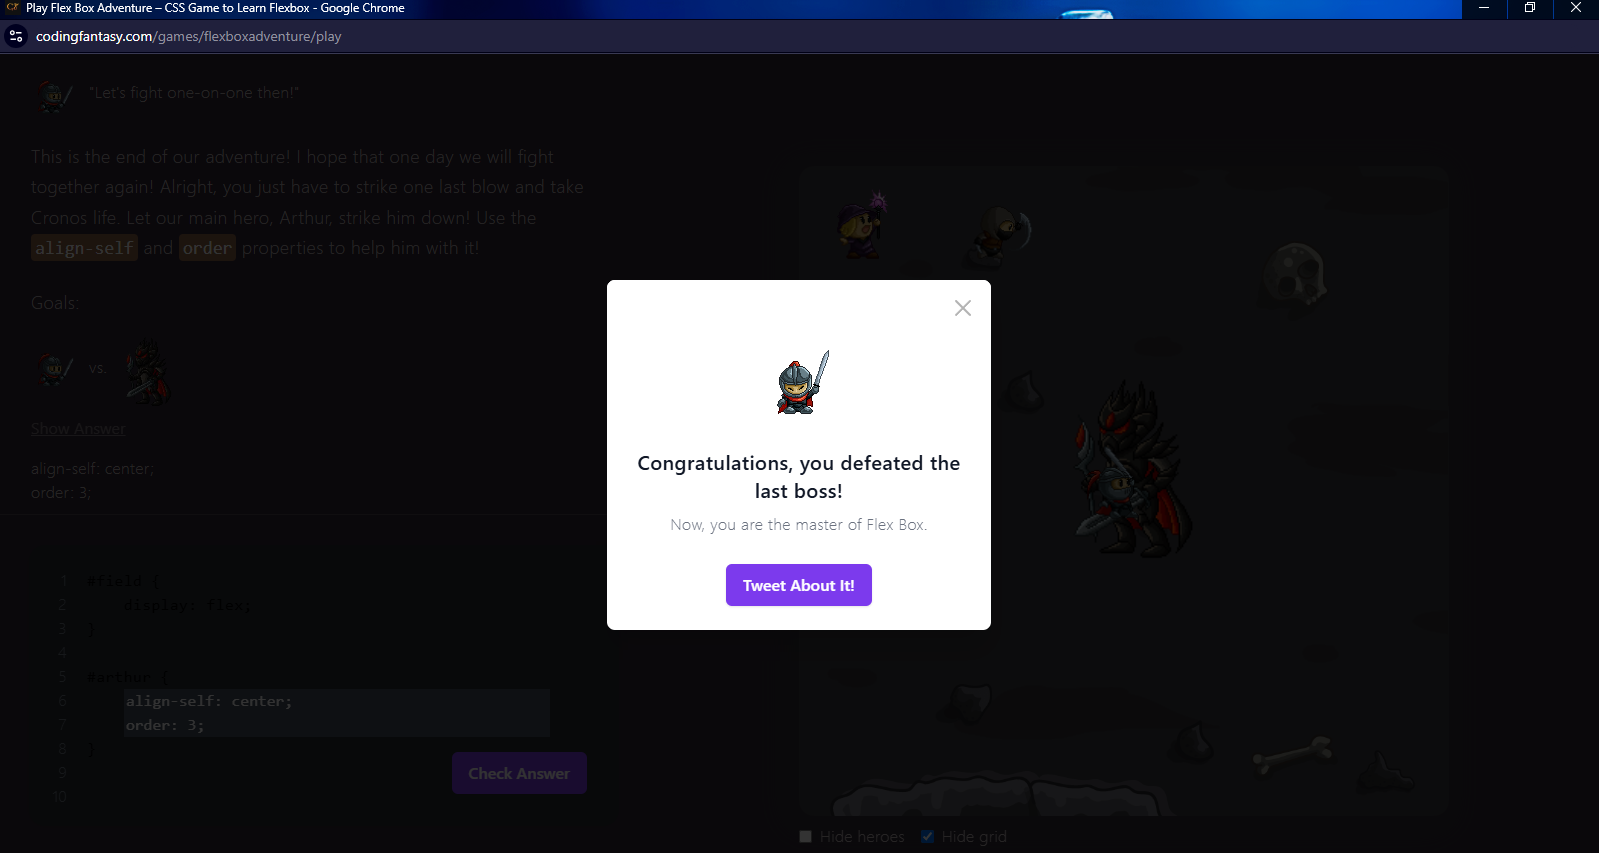 Play Flex Box Adventure – CSS Game to Learn Flexbox - Google Chrome
codingfantasy.com/games/flexboxadventure/play
"Let's fight one-on-one then!"
This is the end of our adventure! I hope that one day we will fight
together again! Alright, you just have to strike one last blow and take
Cronos life. Let our main hero, Arthur, strike him down! Use the
align-self and order properties to help him with it!
Goals:
vs.
Show Answer
align-self: center;
order: 3;
1 #field {
2 display: flex;
3 }
4
5 #arthur {
6 align-self: center;
7 order: 3;
8 }
9
10
Check Answer
Congratulations, you defeated the
last boss!
Now, you are the master of Flex Box.
Tweet About It!
Hide heroes Hide grid